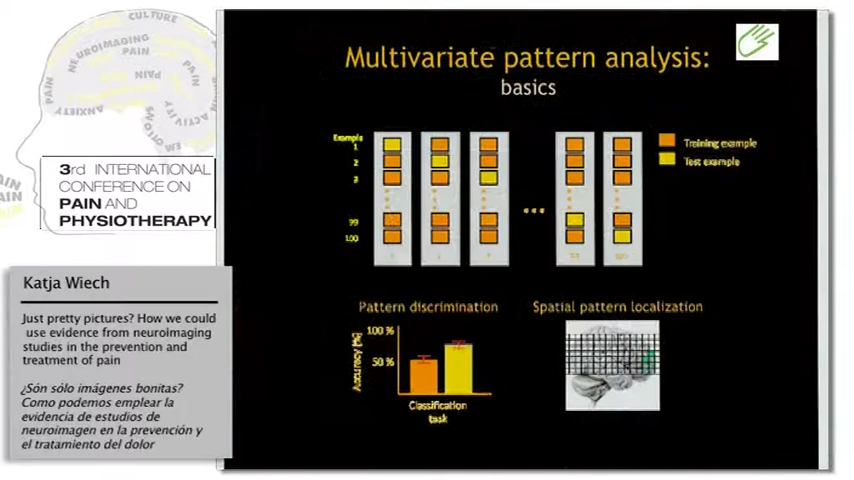 CULTURE
NEUROIMAGING
PAIN
PAIN
PAIN
PAIN
ANXIETY
ACTIVITY
PAIN
PAIN
3rd INTERNATIONAL
CONFERENCE ON
PAIN AND
PHYSIOTHERAPY
Katja Wiech
Just pretty pictures? How we could
use evidence from neuroimaging
studies in the prevention and
treatment of pain
¿Són sólo imágenes bonitas?
Como podemos emplear la
evidencia de estudios de
neuroimagen en la prevención y
el tratamiento del dolor
Multivariate pattern analysis:
basics
Example
1
2
3
99
100
...
Training example
Test example
Pattern discrimination
100 %
50 %
Accuracy [%]
Classification
task
Spatial pattern localization